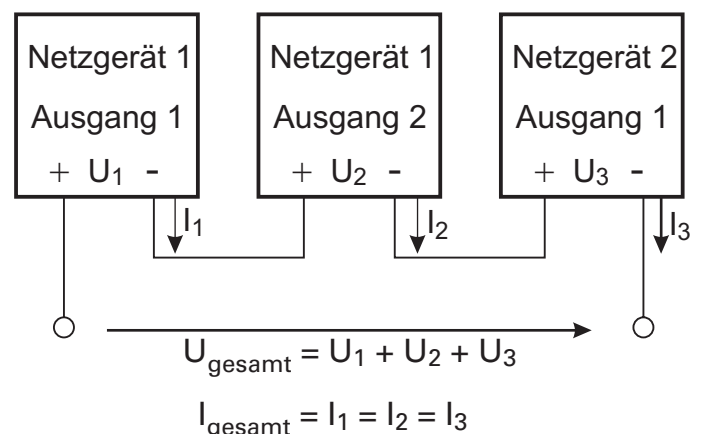 Netzgerät 1
Ausgang 1
+ U1 -
I1
Netzgerät 1
Ausgang 2
+ U2 -
I2
Netzgerät 2
Ausgang 1
+ U3 -
I3
Ugesamt = U1 + U2 + U3
Igesamt = I1 = I2 = I3